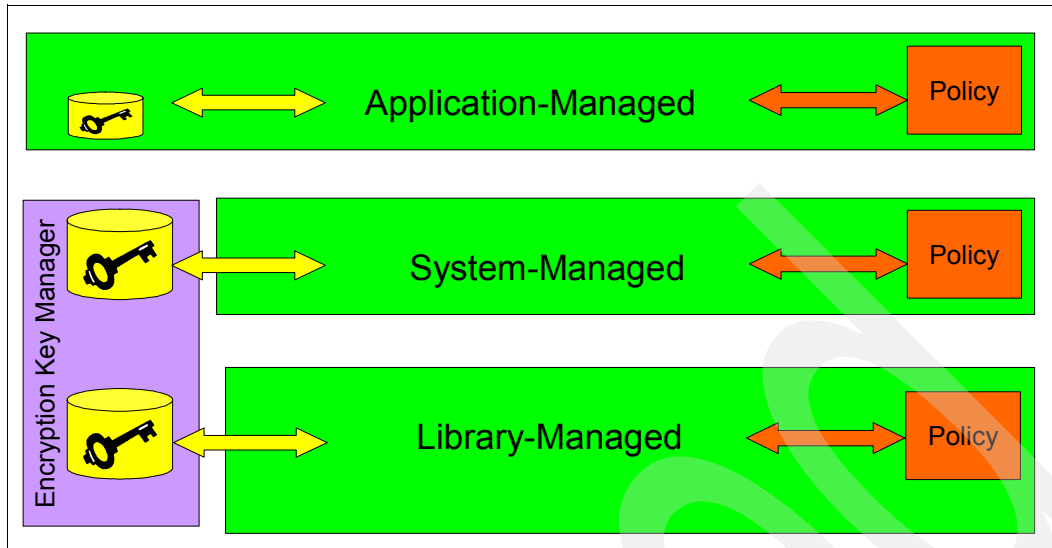 Application-Managed
Policy
Encryption Key Manager
System-Managed
Policy
Library-Managed
Policy